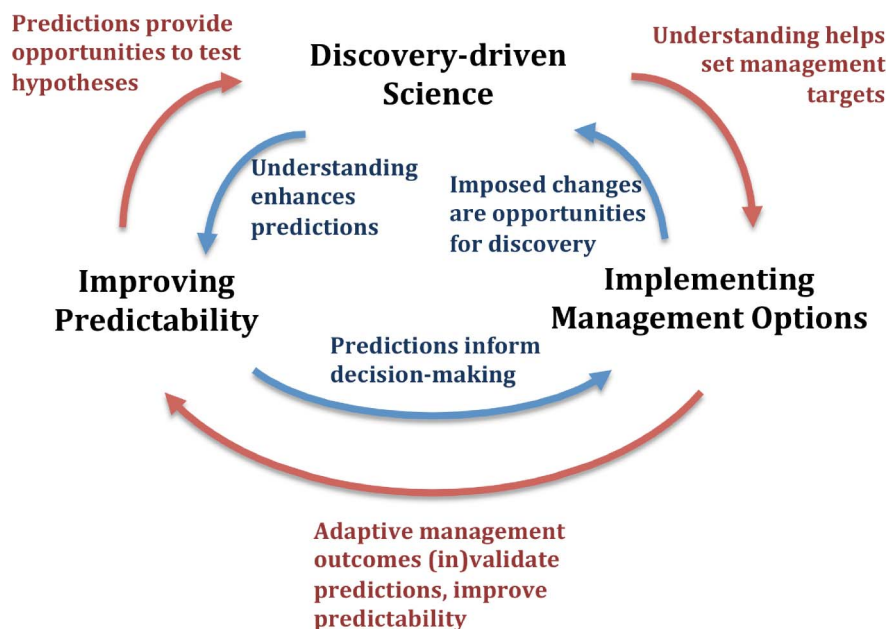 Predictions provide
opportunities to test
hypotheses
Discovery-driven
Science
Understanding helps
set management
targets
Understanding
enhances
predictions
Imposed changes
are opportunities
for discovery
Improving
Predictability
Implementing
Management Options
Predictions inform
decision-making
Adaptive management
outcomes (in)validate
predictions, improve
predictability